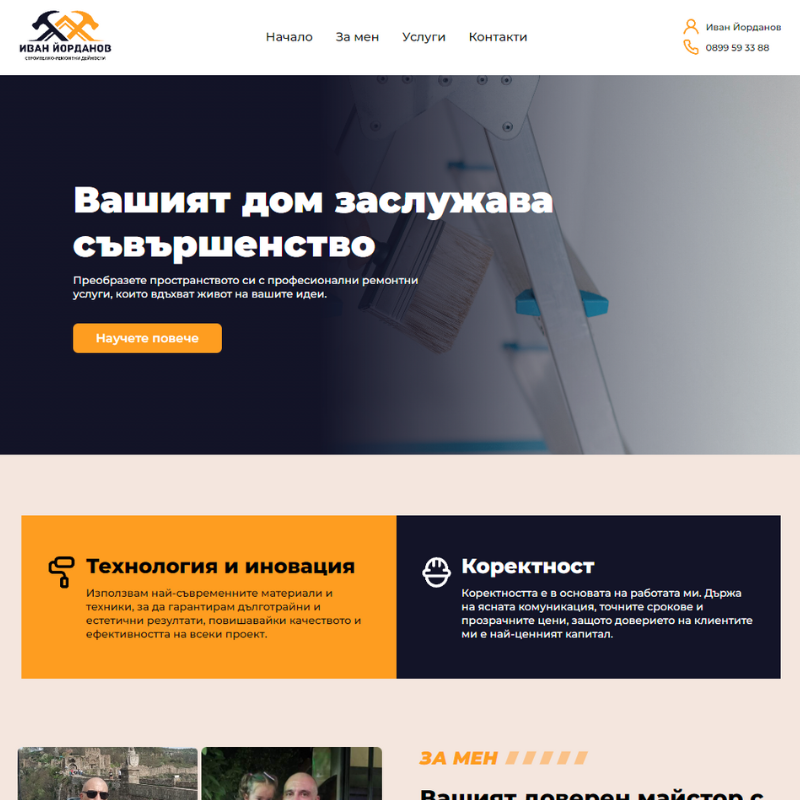 ИВАН ЙОРДАНОВ
СТРОИТЕЛНО-РЕМОНТНИ ДЕЙНОСТИ
Начало За мен Услуги Контакти
Иван Йорданов
0899 59 33 88
Вашият дом заслужава
съвършенство
Преобразете пространството си с професионални ремонтни
услуги, които вдъхват живот на вашите идеи.
Научете повече
Технология и иновация
Използвам най-съвременните материали и
техники, за да гарантирам дълготрайни и
естетични резултати, повишавайки качеството и
ефективността на всеки проект.
Коректност
Коректността е в основата на работата ми. Държа
на ясната комуникация, точните срокове и
прозрачните цени, защото доверието на клиентите
ми е най-ценният капитал.
ЗА МЕН
Вашият доверен майстор с